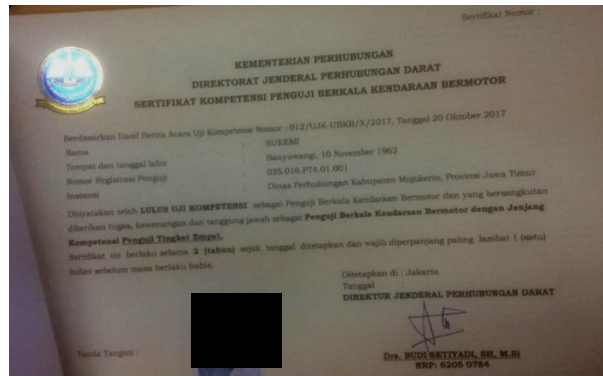 Sertifikat Nomor :
KEMENTERIAN PERHUBUNGAN
DIREKTORAT JENDERAL PERHUBUNGAN DARAT
SERTIFIKAT KOMPETENSI PENGUJI BERKALA KENDARAAN BERMOTOR
Berdasarkan Hasil Berita Acara Uji Kompetensi Nomor : 012/UJK-UBKB/X/2017, Tanggal 20 Oktober 2017
Nama : SUKEMI
Tempat dan tanggal lahir : Banyuwangi, 10 November 1962
Nomor Registrasi Penguji : 035.016.PT4.01.001
Instansi : Dinas Perhubungan Kabupaten Mojokerto, Provinsi Jawa Timur
Dinyatakan telah LULUS UJI KOMPETENSI sebagai Penguji Berkala Kendaraan Bermotor dan yang bersangkutan
diberikan tugas, kewenangan dan tanggung jawab sebagai Penguji Berkala Kendaraan Bermotor dengan Jenjang
Kompetensi Penguji Tingkat Empat.
Sertifikat ini berlaku selama 2 (tahun) sejak tanggal ditetapkan dan wajib diperpanjang paling lambat 1 (satu)
bulan sebelum masa berlaku habis.
Ditetapkan di : Jakarta
Tanggal :
DIREKTUR JENDERAL PERHUBUNGAN DARAT
Tanda Tangan :
Drs. BUDI SETIYADI, SH, M.Si
NRP: 6205 0784